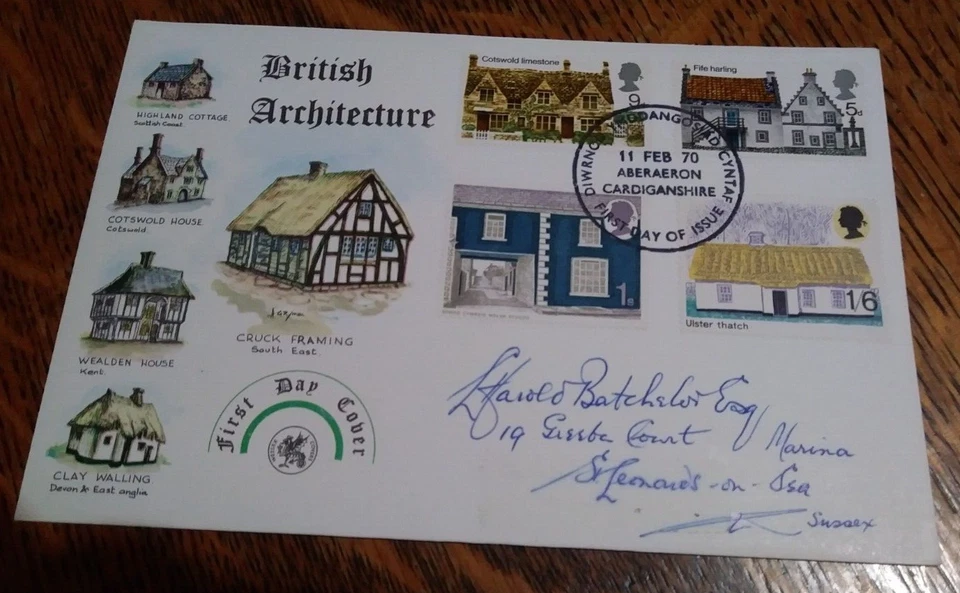 British
Architecture
HIGHLAND COTTAGE
Scottish Coast
COTSWOLD HOUSE
Cotswold.
WEALDEN HOUSE
Kent.
CLAY WALLING
Devon & East anglia
CRUCK FRAMING
South East.
First Day Cover
Cotswold limestone
9d
Fife harling
5d
1s
1/6
Ulster thatch
DIWRNOD CYNTAF
11 FEB 70
ABERAERON
CARDIGANSHIRE
FIRST DAY OF ISSUE
Harold Batchelor Esq
19 Court Marina
St Leonards-on-Sea
Sussex